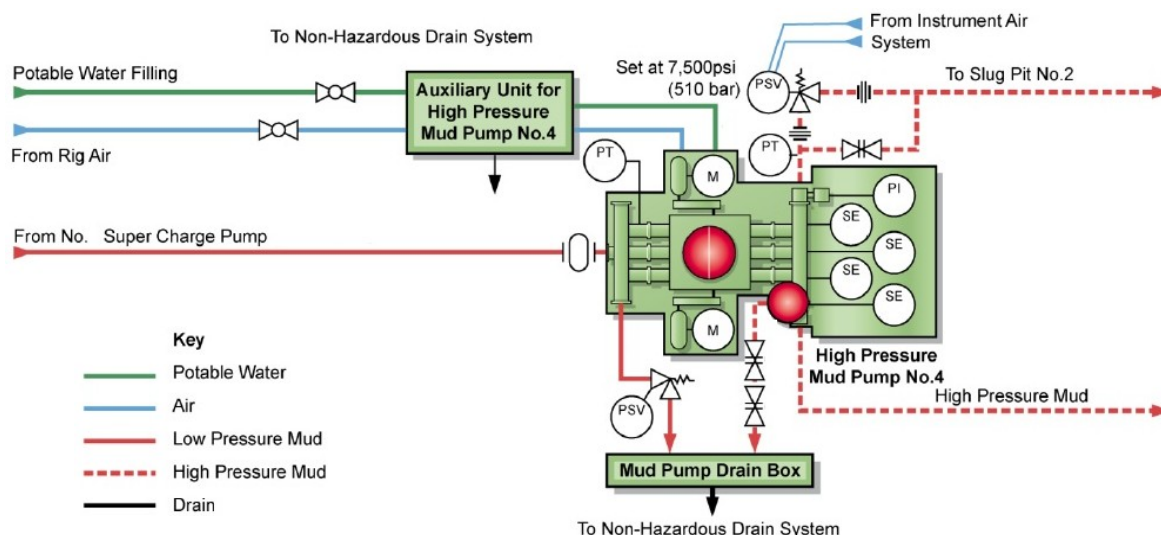 To Non-Hazardous Drain System
From Instrument Air
System
Potable Water Filling
Auxiliary Unit for
High Pressure
Mud Pump No.4
Set at 7,500psi
(510 bar)
PSV
To Slug Pit No.2
From Rig Air
PT
PT
M
PI
SE
SE
SE
SE
From No. Super Charge Pump
M
High Pressure
Mud Pump No.4
High Pressure Mud
PSV
Mud Pump Drain Box
To Non-Hazardous Drain System
Key
Potable Water
Air
Low Pressure Mud
High Pressure Mud
Drain